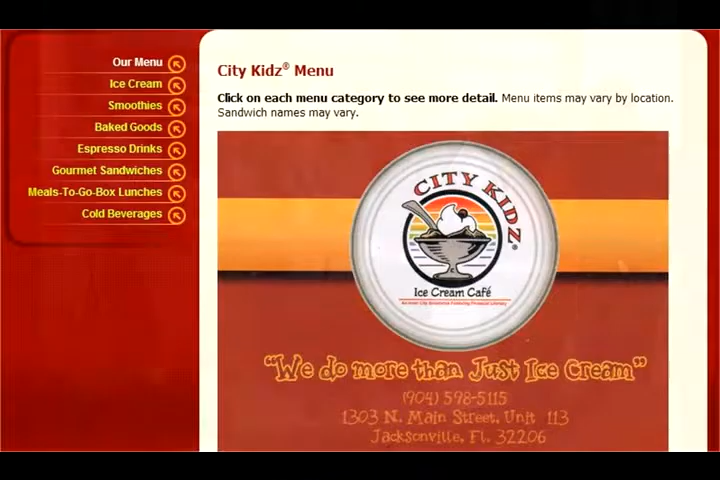 Our Menu
Ice Cream
Smoothies
Baked Goods
Espresso Drinks
Gourmet Sandwiches
Meals-To-Go-Box Lunches
Cold Beverages
City Kidz® Menu
Click on each menu category to see more detail. Menu items may vary by location.
Sandwich names may vary.
CITY KIDZ®
Ice Cream Café
"We do more than Just Ice Cream"
(904) 598-5115
1303 N. Main Street, Unit 113
Jacksonville, Fl. 32206